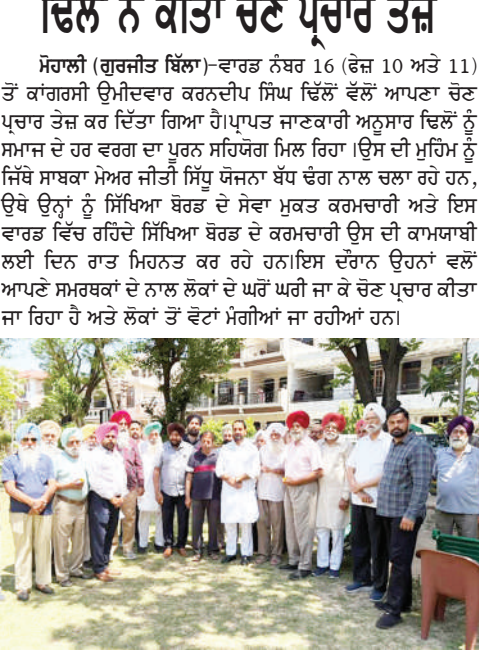 ਢਿੱਲੋਂ ਨੇ ਕੀਤਾ ਚੋਣ ਪ੍ਰਚਾਰ ਤੇਜ਼
ਮੋਹਾਲੀ (ਗੁਰਜੀਤ ਬਿੱਲਾ)-ਵਾਰਡ ਨੰਬਰ 16 (ਫੇਜ਼ 10 ਅਤੇ 11)
ਤੋਂ ਕਾਂਗਰਸੀ ਉਮੀਦਵਾਰ ਕਰਨਦੀਪ ਸਿੰਘ ਢਿੱਲੋਂ ਵੱਲੋਂ ਆਪਣਾ ਚੋਣ
ਪ੍ਰਚਾਰ ਤੇਜ਼ ਕਰ ਦਿੱਤਾ ਗਿਆ ਹੈ।ਪ੍ਰਾਪਤ ਜਾਣਕਾਰੀ ਅਨੁਸਾਰ ਢਿਲੋਂ ਨੂੰ
ਸਮਾਜ ਦੇ ਹਰ ਵਰਗ ਦਾ ਪੂਰਨ ਸਹਿਯੋਗ ਮਿਲ ਰਿਹਾ ।ਉਸ ਦੀ ਮੁਹਿੰਮ ਨੂੰ
ਜਿੱਥੇ ਸਾਬਕਾ ਮੇਅਰ ਜੀਤੀ ਸਿੱਧੂ ਯੋਜਨਾ ਬੱਧ ਢੰਗ ਨਾਲ ਚਲਾ ਰਹੇ ਹਨ,
ਉਥੇ ਉਨ੍ਹਾਂ ਨੂੰ ਸਿੱਖਿਆ ਬੋਰਡ ਦੇ ਸੇਵਾ ਮੁਕਤ ਕਰਮਚਾਰੀ ਅਤੇ ਇਸ
ਵਾਰਡ ਵਿੱਚ ਰਹਿੰਦੇ ਸਿੱਖਿਆ ਬੋਰਡ ਦੇ ਕਰਮਚਾਰੀ ਉਸ ਦੀ ਕਾਮਯਾਬੀ
ਲਈ ਦਿਨ ਰਾਤ ਮਿਹਨਤ ਕਰ ਰਹੇ ਹਨ।ਇਸ ਦੌਰਾਨ ਉਹਨਾਂ ਵਲੋਂ
ਆਪਣੇ ਸਮਰਥਕਾਂ ਦੇ ਨਾਲ ਲੋਕਾਂ ਦੇ ਘਰੋਂ ਘਰੀ ਜਾ ਕੇ ਚੋਣ ਪ੍ਰਚਾਰ ਕੀਤਾ
ਜਾ ਰਿਹਾ ਹੈ ਅਤੇ ਲੋਕਾਂ ਤੋਂ ਵੋਟਾਂ ਮੰਗੀਆਂ ਜਾ ਰਹੀਆਂ ਹਨ।